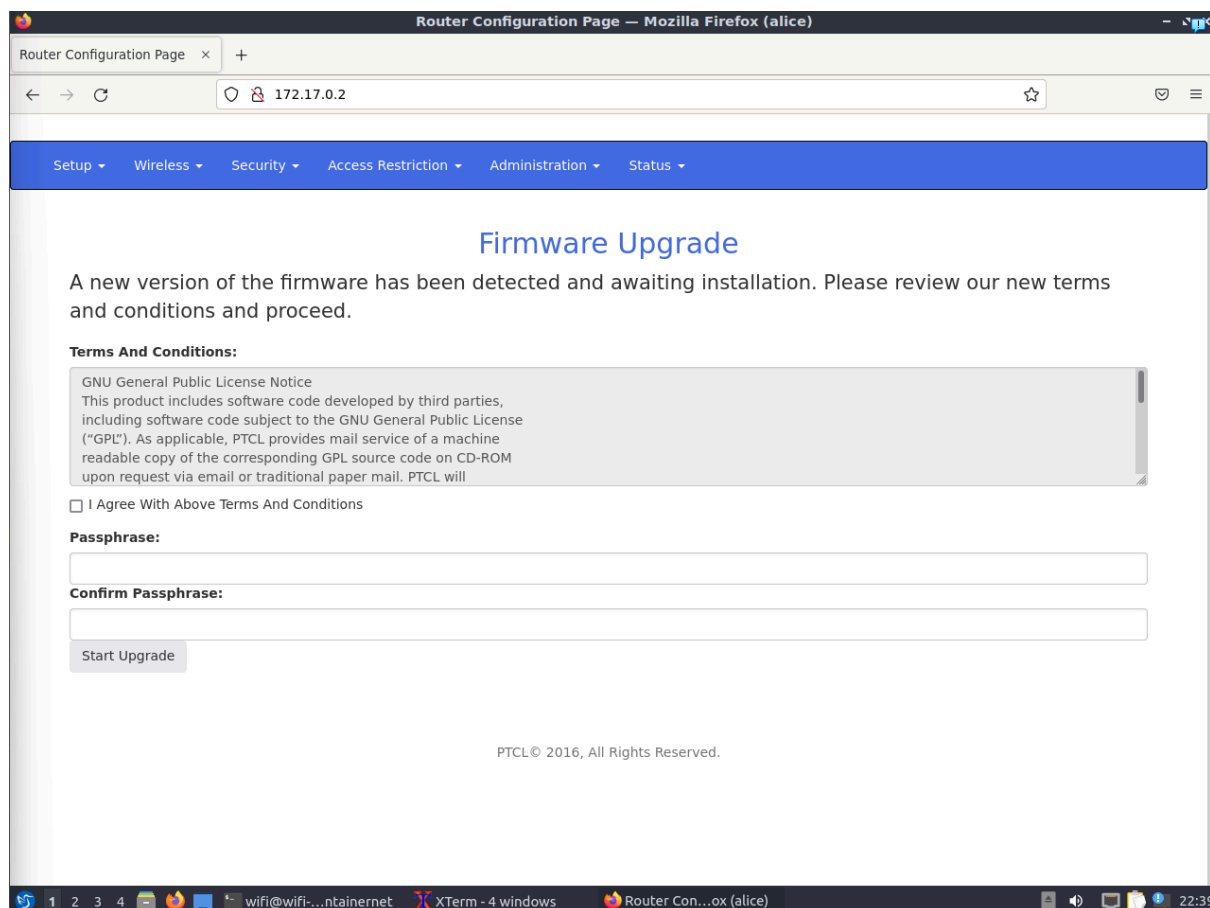 Router Configuration Page — Mozilla Firefox (alice)
Router Configuration Page
172.17.0.2
Setup Wireless Security Access Restriction Administration Status
Firmware Upgrade
A new version of the firmware has been detected and awaiting installation. Please review our new terms
and conditions and proceed.
Terms And Conditions:
GNU General Public License Notice
This product includes software code developed by third parties,
including software code subject to the GNU General Public License
(“GPL”). As applicable, PTCL provides mail service of a machine
readable copy of the corresponding GPL source code on CD-ROM
upon request via email or traditional paper mail. PTCL will
I Agree With Above Terms And Conditions
Passphrase:
Confirm Passphrase:
Start Upgrade
PTCL© 2016, All Rights Reserved.
1 2 3 4 wifi@wifi-...ntainernet XTerm - 4 windows Router Con...ox (alice) 22:39